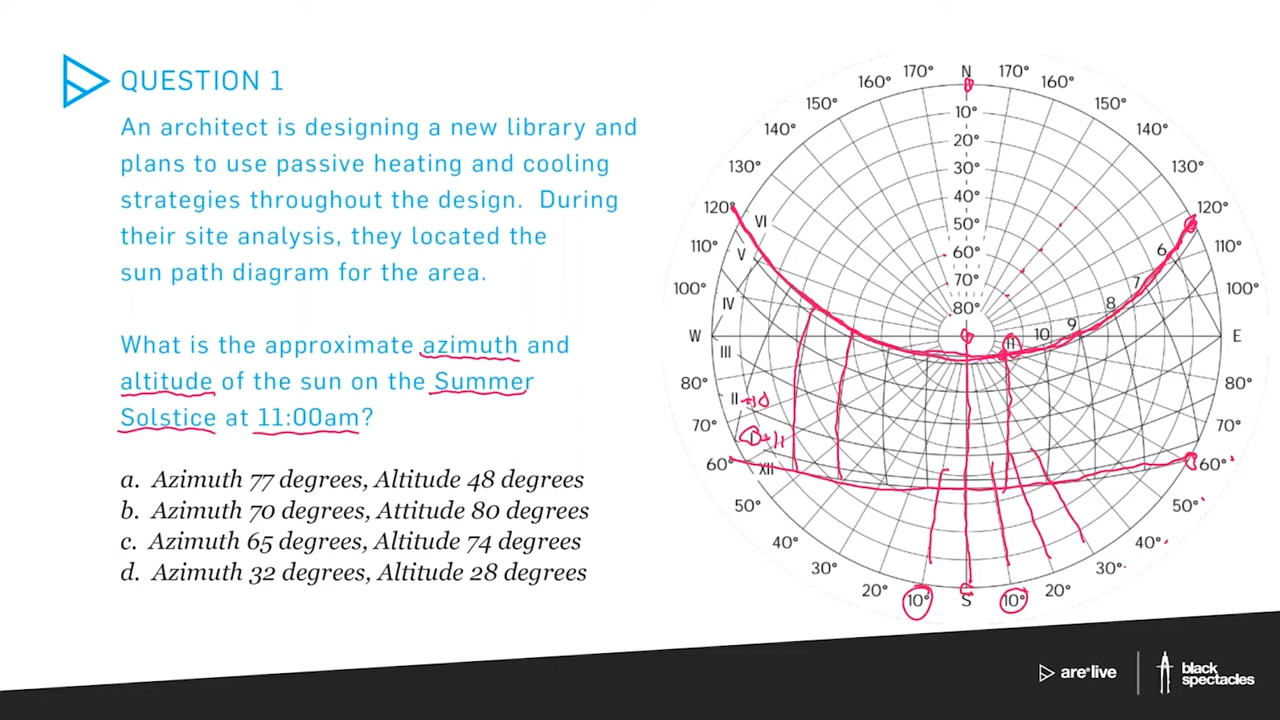 QUESTION 1
An architect is designing a new library and
plans to use passive heating and cooling
strategies throughout the design. During
their site analysis, they located the
sun path diagram for the area.
What is the approximate azimuth and
altitude of the sun on the Summer
Solstice at 11:00am?
a. Azimuth 77 degrees, Altitude 48 degrees
b. Azimuth 70 degrees, Attitude 80 degrees
c. Azimuth 65 degrees, Altitude 74 degrees
d. Azimuth 32 degrees, Altitude 28 degrees
160° 170° N 170° 160°
150° 150°
140° 140°
130° 130°
120° 120°
110° 110°
100° 100°
W E
80° 80°
70° 70°
60° 60°
50° 50°
40° 40°
30° 30°
20° 10° S 10° 20°
10°
20°
30°
40°
50°
60°
70°
80°
VI
V
IV
III
II
XII
6
7
8
9
10
11
are live
black
spectacles